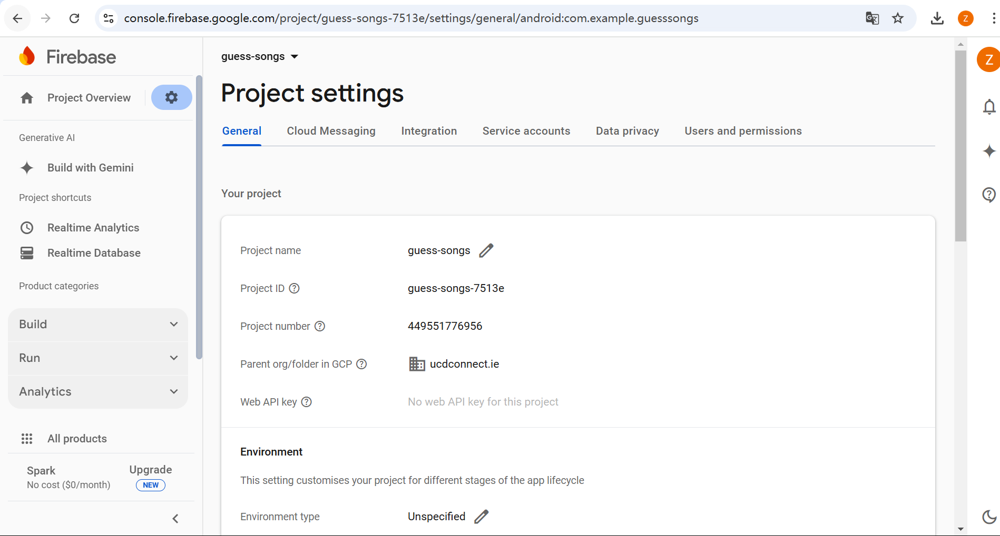 console.firebase.google.com/project/guess-songs-7513e/settings/general/android:com.example.guesssongs
Z
Firebase
Project Overview
Generative AI
Build with Gemini
Project shortcuts
Realtime Analytics
Realtime Database
Product categories
Build
Run
Analytics
All products
Spark
No cost ($0/month)
Upgrade
NEW
guess-songs
Project settings
General Cloud Messaging Integration Service accounts Data privacy Users and permissions
Your project
Project name guess-songs
Project ID guess-songs-7513e
Project number 449551776956
Parent org/folder in GCP ucdconnect.ie
Web API key No web API key for this project
Environment
This setting customises your project for different stages of the app lifecycle
Environment type Unspecified
Z